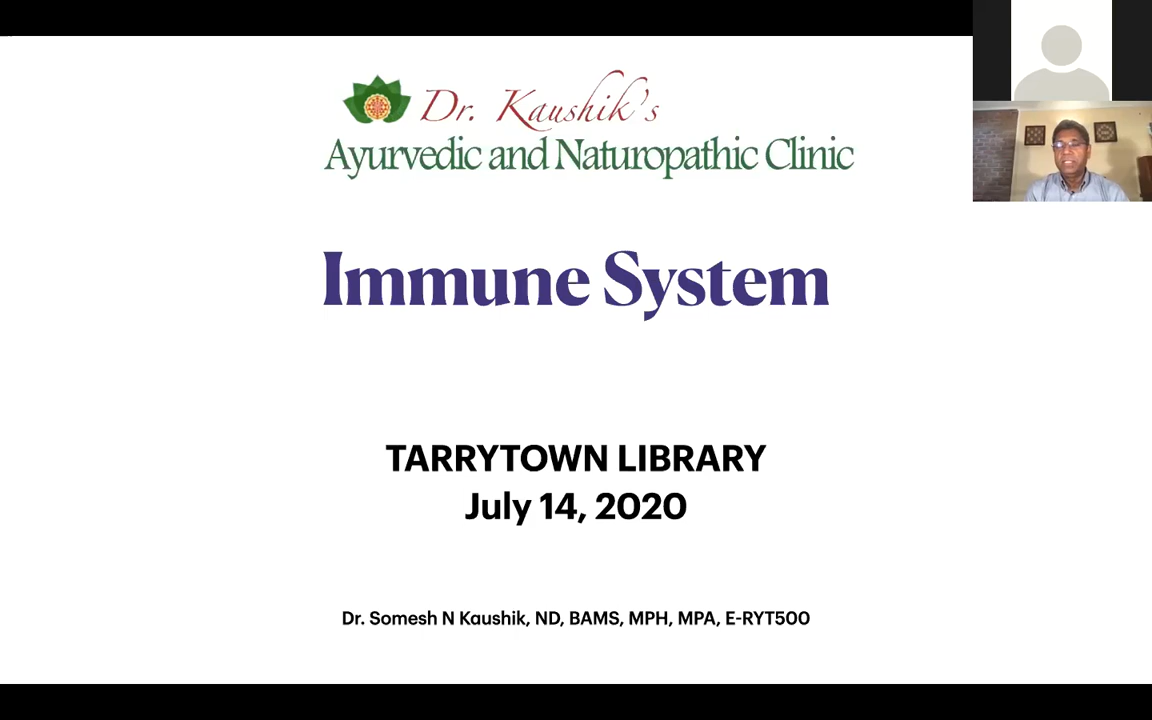 Dr. Kaushik's
Ayurvedic and Naturopathic Clinic
Immune System
TARRYTOWN LIBRARY
July 14, 2020
Dr. Somesh N Kaushik, ND, BAMS, MPH, MPA, E-RYT500